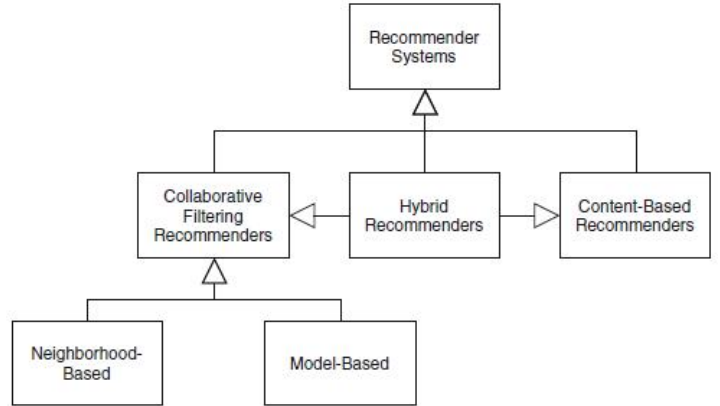 Recommender
Systems
Collaborative
Filtering
Recommenders
Hybrid
Recommenders
Content-Based
Recommenders
Neighborhood-
Based
Model-Based